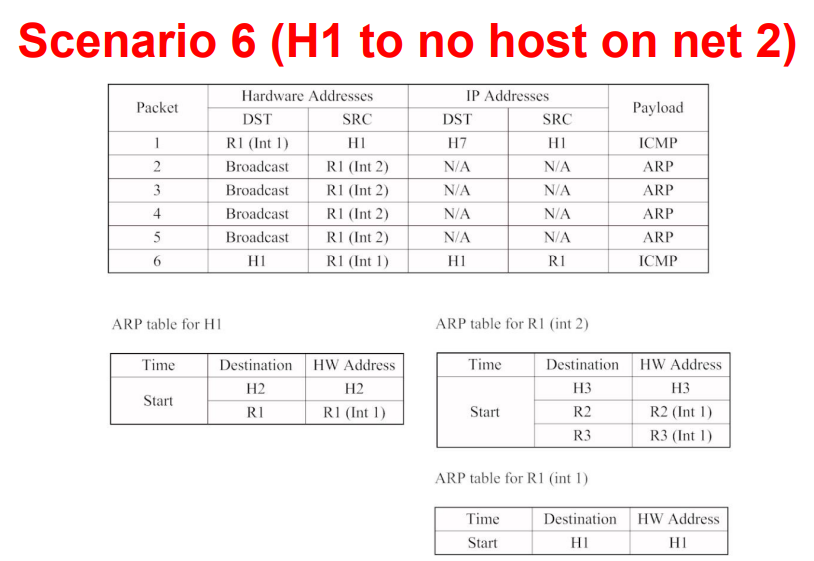 Scenario 6 (H1 to no host on net 2)
Packet Hardware Addresses IP Addresses Payload
DST SRC DST SRC
1 R1 (Int 1) H1 H7 H1 ICMP
2 Broadcast R1 (Int 2) N/A N/A ARP
3 Broadcast R1 (Int 2) N/A N/A ARP
4 Broadcast R1 (Int 2) N/A N/A ARP
5 Broadcast R1 (Int 2) N/A N/A ARP
6 H1 R1 (Int 1) H1 R1 ICMP
ARP table for H1
Time Destination HW Address
Start H2 H2
R1 R1 (Int 1)
ARP table for R1 (int 2)
Time Destination HW Address
H3 H3
Start R2 R2 (Int 1)
R3 R3 (Int 1)
ARP table for R1 (int 1)
Time Destination HW Address
Start H1 H1